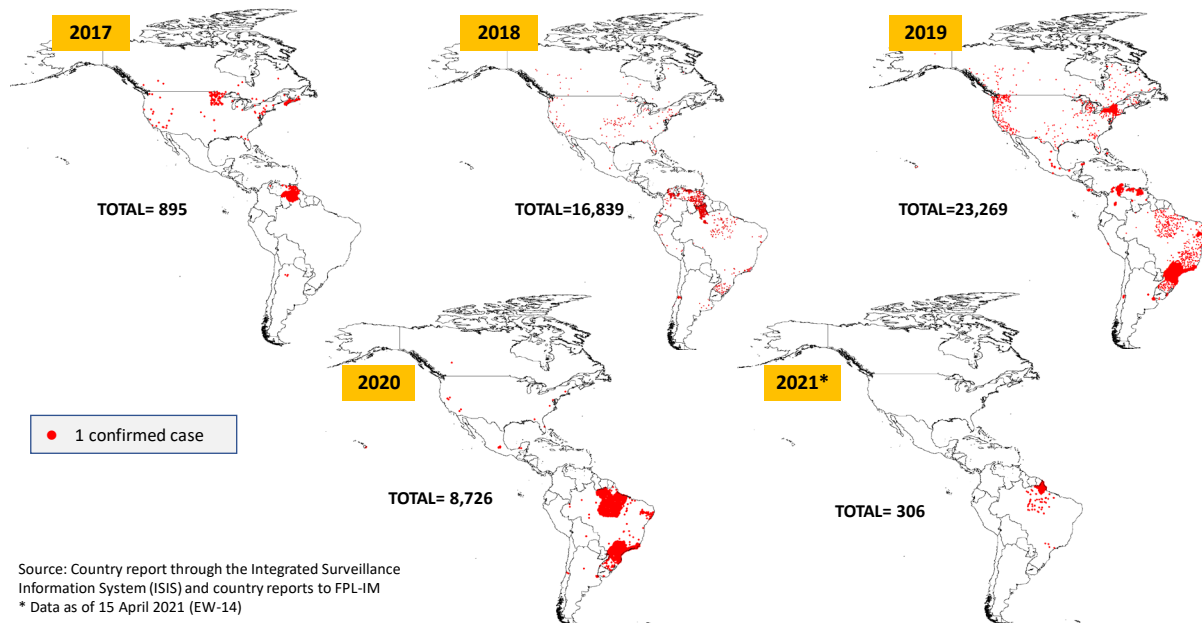 2017
2018
2019
TOTAL= 895
TOTAL=16,839
TOTAL=23,269
2020
2021*
1 confirmed case
TOTAL= 8,726
TOTAL= 306
Source: Country report through the Integrated Surveillance
Information System (ISIS) and country reports to FPL-IM
* Data as of 15 April 2021 (EW-14)